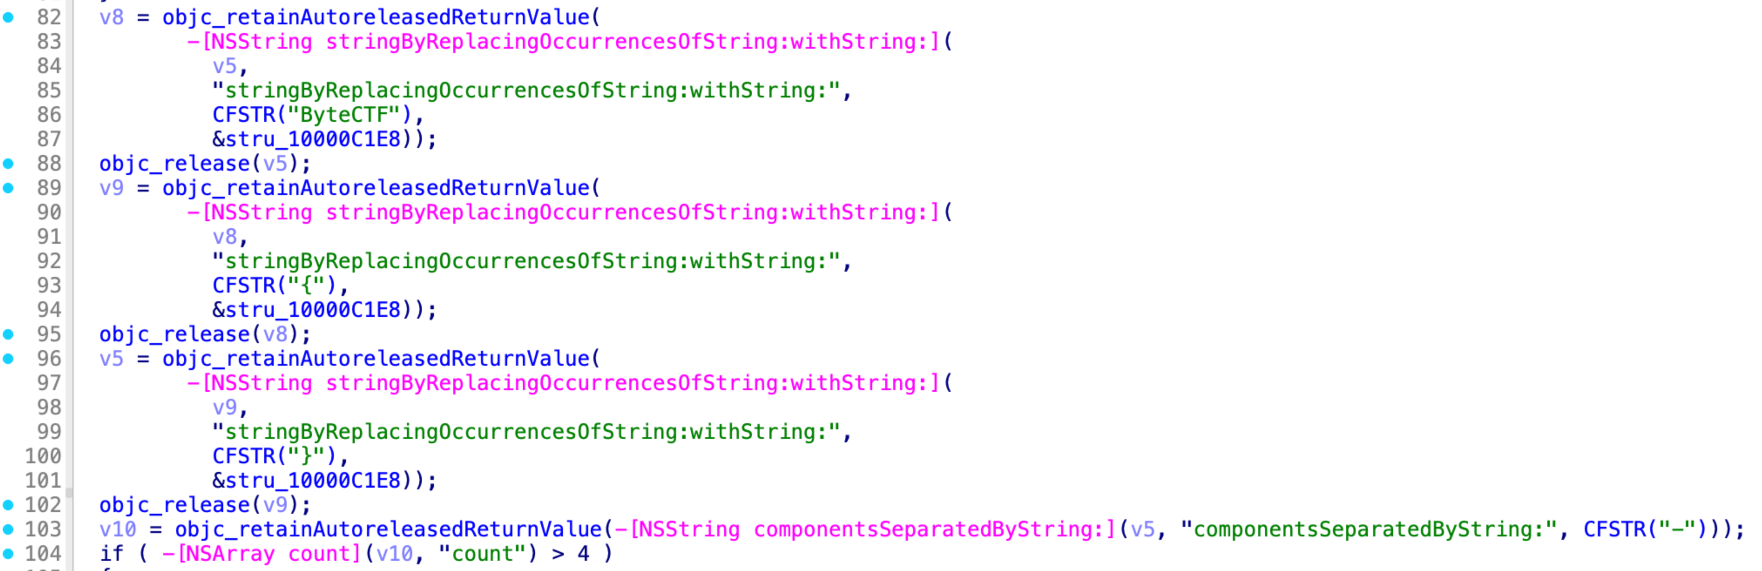 82 v8 = objc_retainAutoreleasedReturnValue(
83 -[NSString stringByReplacingOccurrencesOfString:withString:](
84 v5,
85 "stringByReplacingOccurrencesOfString:withString:",
86 CFSTR("ByteCTF"),
87 &stru_10000C1E8));
88 objc_release(v5);
89 v9 = objc_retainAutoreleasedReturnValue(
90 -[NSString stringByReplacingOccurrencesOfString:withString:](
91 v8,
92 "stringByReplacingOccurrencesOfString:withString:",
93 CFSTR("{"),
94 &stru_10000C1E8));
95 objc_release(v8);
96 v5 = objc_retainAutoreleasedReturnValue(
97 -[NSString stringByReplacingOccurrencesOfString:withString:](
98 v9,
99 "stringByReplacingOccurrencesOfString:withString:",
100 CFSTR("}"),
101 &stru_10000C1E8));
102 objc_release(v9);
103 v10 = objc_retainAutoreleasedReturnValue(-[NSString componentsSeparatedByString:](v5, "componentsSeparatedByString:", CFSTR("-")));
104 if ( -[NSArray count](v10, "count") > 4 )